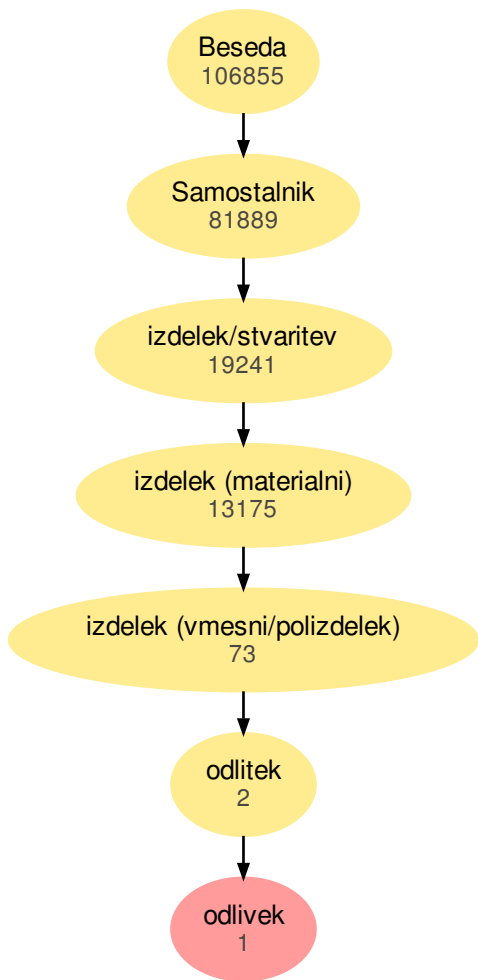 Beseda
106855
Samostalnik
81889
izdelek/stvaritev
19241
izdelek (materialni)
13175
izdelek (vmesni/polizdelek)
73
odlitek
2
odlivek
1